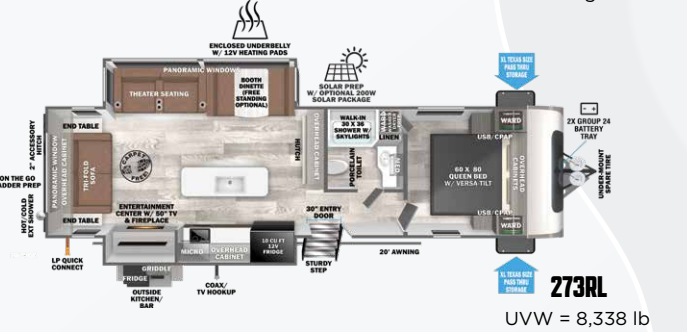 ENCLOSED UNDERBELLY
W/ 12V HEATING PADS
SOLAR PREP
W/ OPTIONAL 200W
SOLAR PACKAGE
XL TEXAS SIZE
PASS THRU
STORAGE
2X GROUP 24
BATTERY
TRAY
UNDER-MOUNT
SPARE TIRE
PANORAMIC WINDOW
THEATER SEATING
BOOTH
DINETTE
(FREE
STANDING
OPTIONAL)
2" ACCESSORY
HITCH
ON THE GO
LADDER PREP
HOT/COLD
EXT SHOWER
END TABLE
PANORAMIC WINDOW
OVERHEAD CABINET
TRI-FOLD
SOFA
END TABLE
CARPET
FREE!
HUTCH
OVERHEAD CABINET
WALK-IN
30 X 36
SHOWER W/
SKYLIGHTS
LINEN
PORCELAIN
TOILET
MED
WARD
USB/CPAP
60 X 80
QUEEN BED
W/ VERSA-TILT
OVERHEAD
CABINETS
USB/CPAP
WARD
ENTERTAINMENT
CENTER W/ 50" TV
& FIREPLACE
MICRO
OVERHEAD
CABINET
10 CU FT
12V
FRIDGE
30" ENTRY
DOOR
STURDY
STEP
20' AWNING
LP QUICK
CONNECT
GRIDDLE
FRIDGE
OUTSIDE
KITCHEN/
BAR
COAX/
TV HOOKUP
XL TEXAS SIZE
PASS THRU
STORAGE
273RL
UVW = 8,338 lb